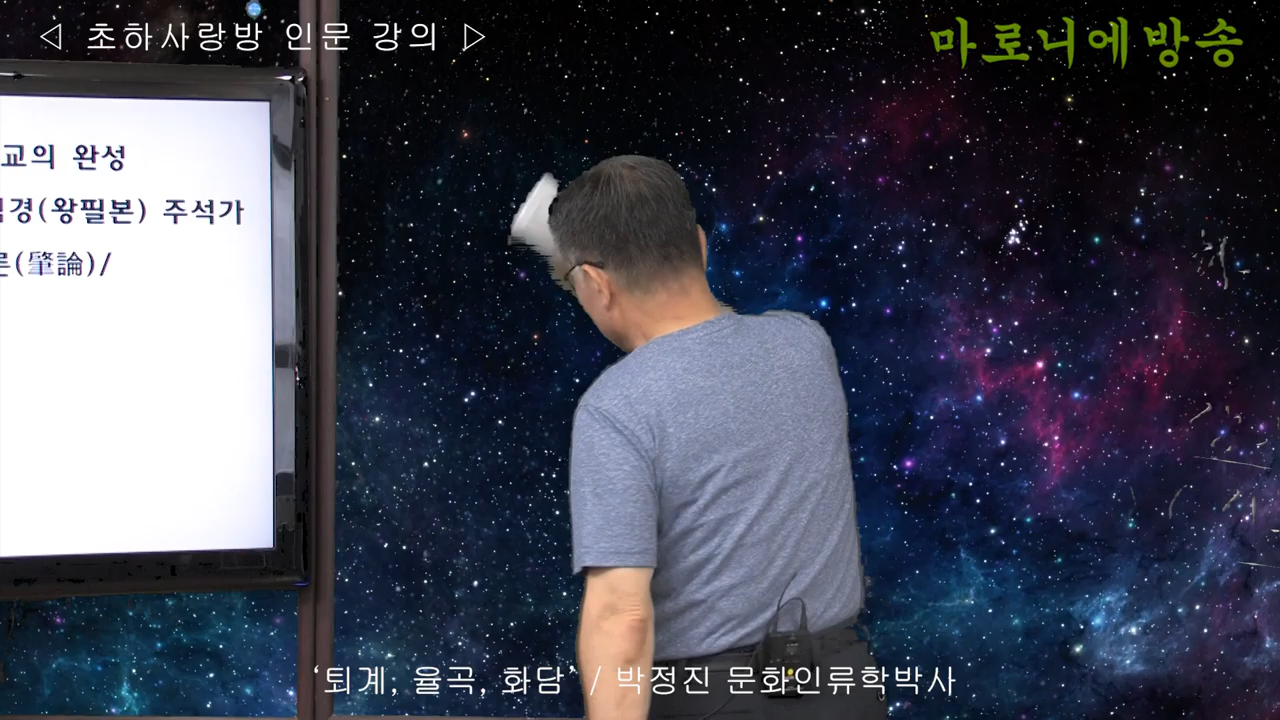 ◁ 초하사랑방 인문 강의 ▷
마로니에방송
교의 완성
경(왕필본) 주석가
(肇論)/
‘퇴계, 율곡, 화담’ / 박정진 문화인류학박사